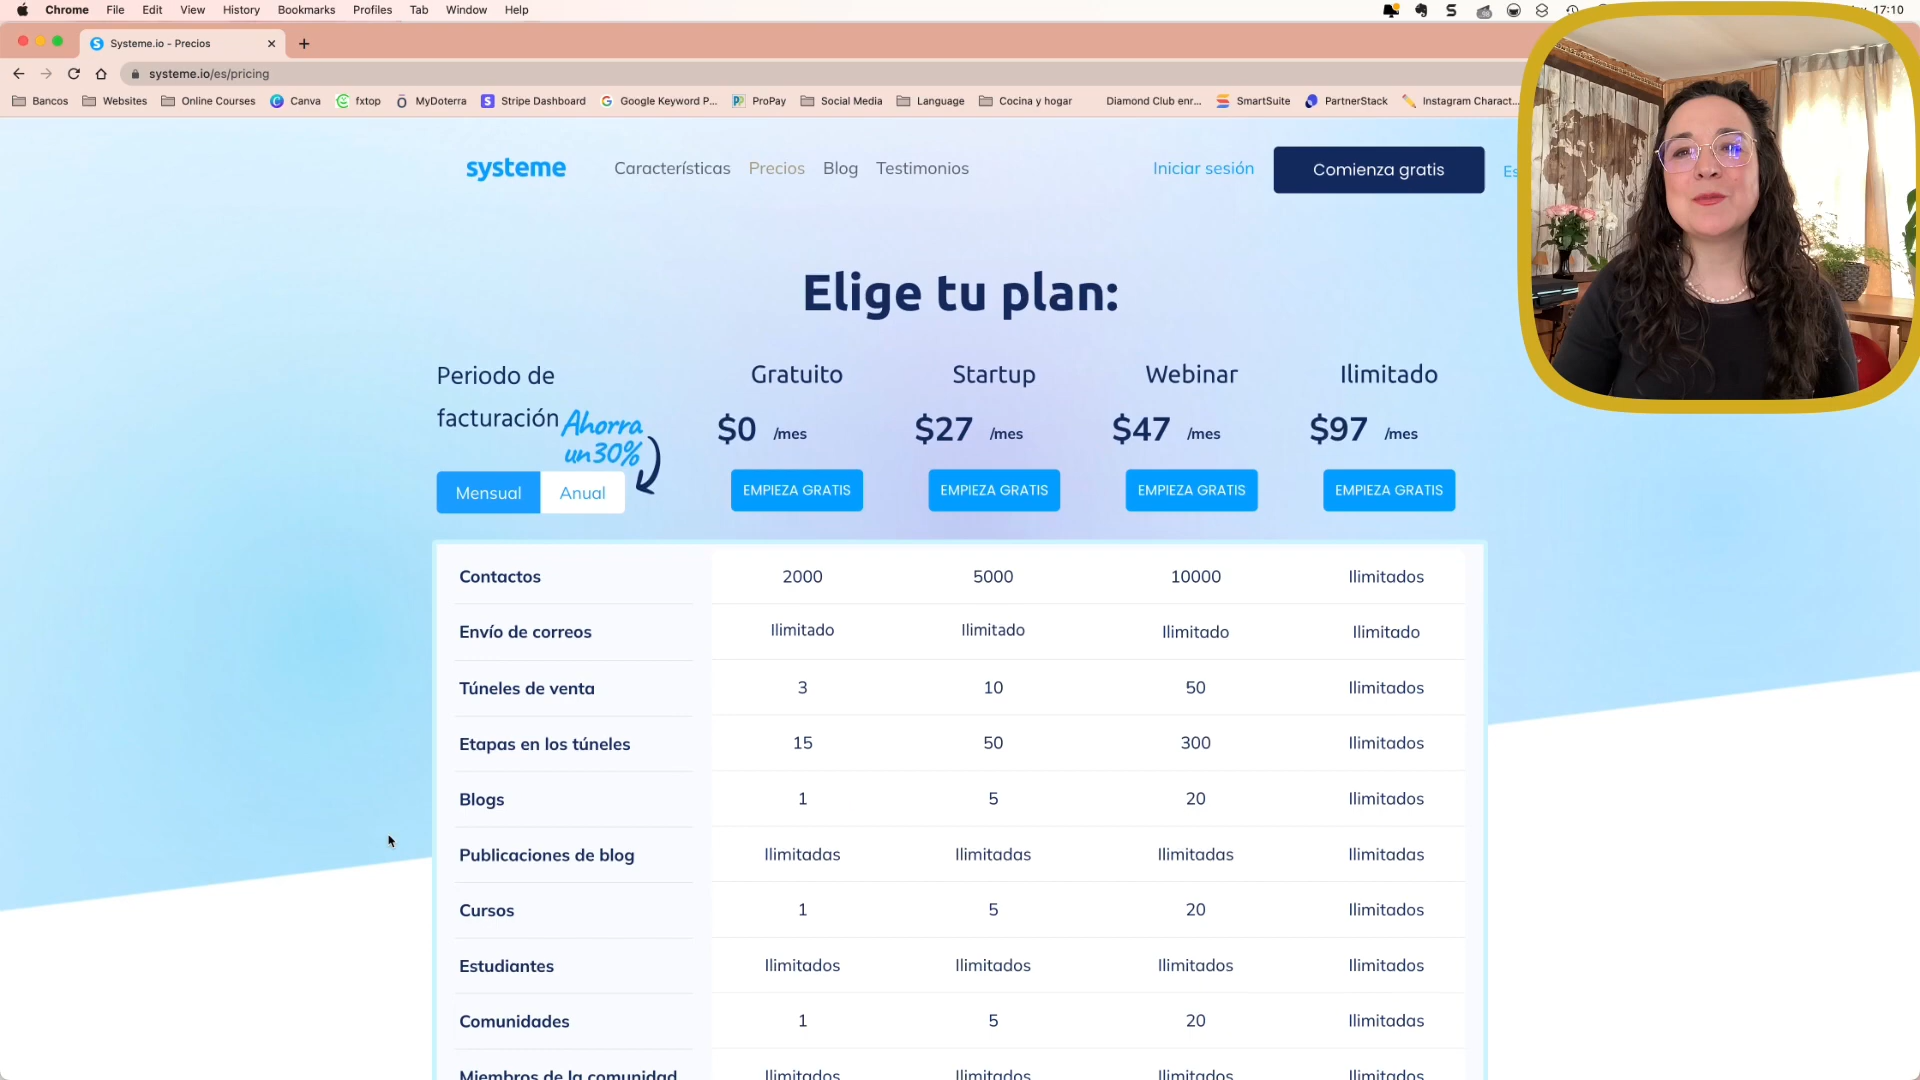 Chrome File Edit View History Bookmarks Profiles Tab Window Help
17:10
Systeme.io - Precios
systeme.io/es/pricing
Bancos Websites Online Courses Canva fxtop MyDoterra Stripe Dashboard Google Keyword P... ProPay Social Media Language Cocina y hogar Diamond Club enr... SmartSuite PartnerStack Instagram Charact...
systeme Características Precios Blog Testimonios Iniciar sesión Comienza gratis Es
Elige tu plan:
Periodo de
facturación
Ahorra
un 30%
Mensual Anual
Gratuito Startup Webinar Ilimitado
$0 /mes $27 /mes $47 /mes $97 /mes
EMPIEZA GRATIS EMPIEZA GRATIS EMPIEZA GRATIS EMPIEZA GRATIS
Contactos 2000 5000 10000 Ilimitados
Envío de correos Ilimitado Ilimitado Ilimitado Ilimitado
Túneles de venta 3 10 50 Ilimitados
Etapas en los túneles 15 50 300 Ilimitados
Blogs 1 5 20 Ilimitados
Publicaciones de blog Ilimitadas Ilimitadas Ilimitadas Ilimitadas
Cursos 1 5 20 Ilimitados
Estudiantes Ilimitados Ilimitados Ilimitados Ilimitados
Comunidades 1 5 20 Ilimitadas
Miembros de la comunidad Ilimitados Ilimitados Ilimitados Ilimitados